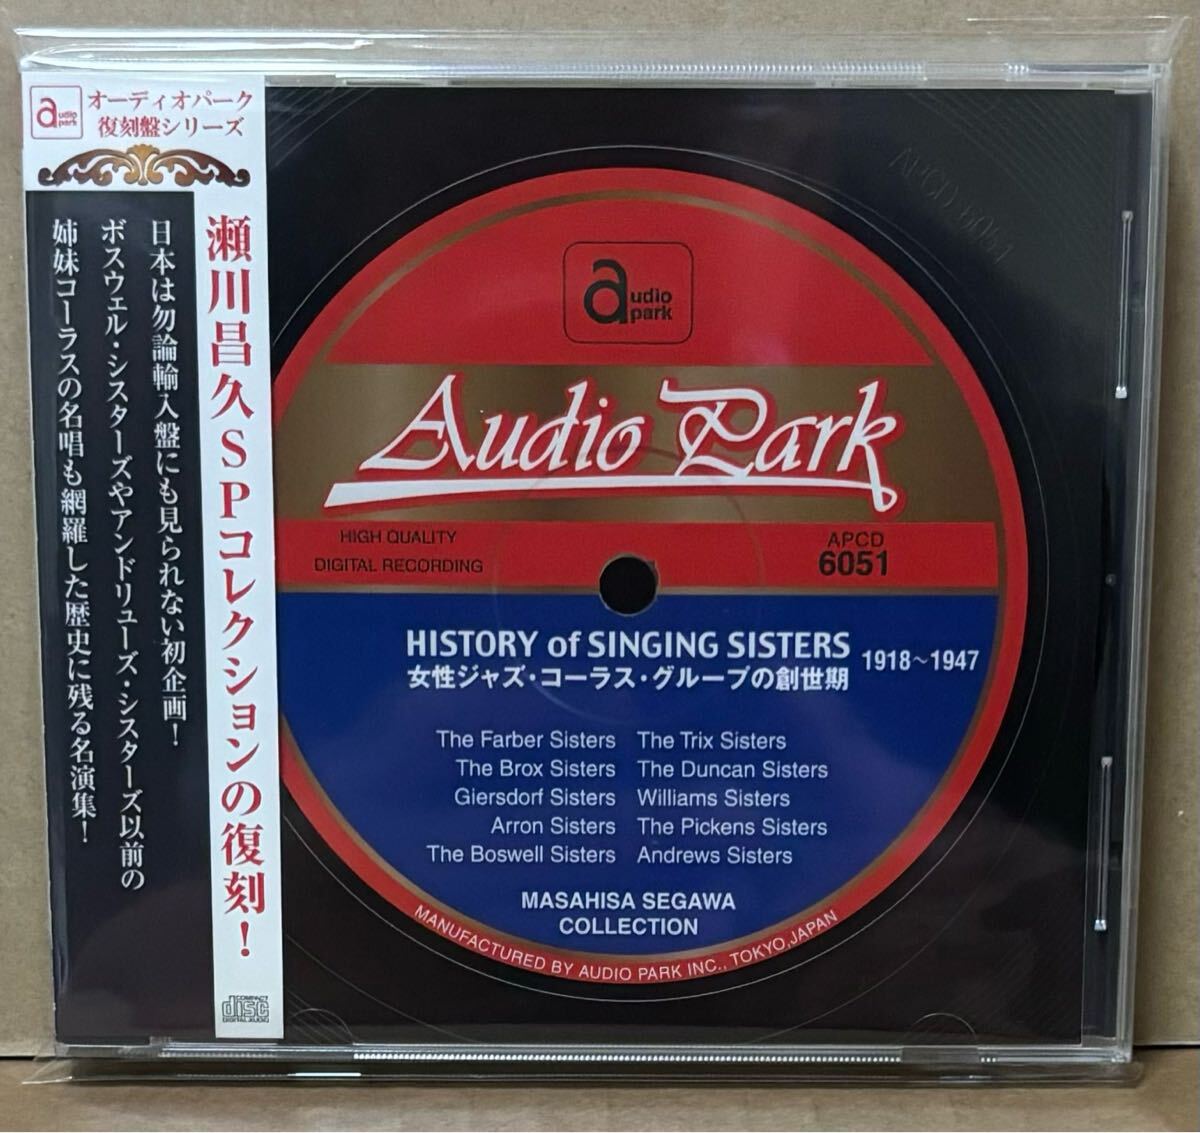 audio park
オーディオパーク
復刻盤シリーズ
瀬川昌久SPコレクションの復刻!
日本は勿論輸入盤にも見られない初企画!
ボスウェル・シスターズやアンドリューズ・シスターズ以前の
姉妹コーラスの名唱も網羅した歴史に残る名演集!
COMPACT
disc
DIGITAL AUDIO
APCD 6051
audio park
Audio Park
HIGH QUALITY
DIGITAL RECORDING
APCD
6051
HISTORY of SINGING SISTERS
女性ジャズ・コーラス・グループの創世期
1918~1947
The Farber Sisters The Trix Sisters
The Brox Sisters The Duncan Sisters
Giersdorf Sisters Williams Sisters
Arron Sisters The Pickens Sisters
The Boswell Sisters Andrews Sisters
MASAHISA SEGAWA
COLLECTION
MANUFACTURED BY AUDIO PARK INC., TOKYO,JAPAN